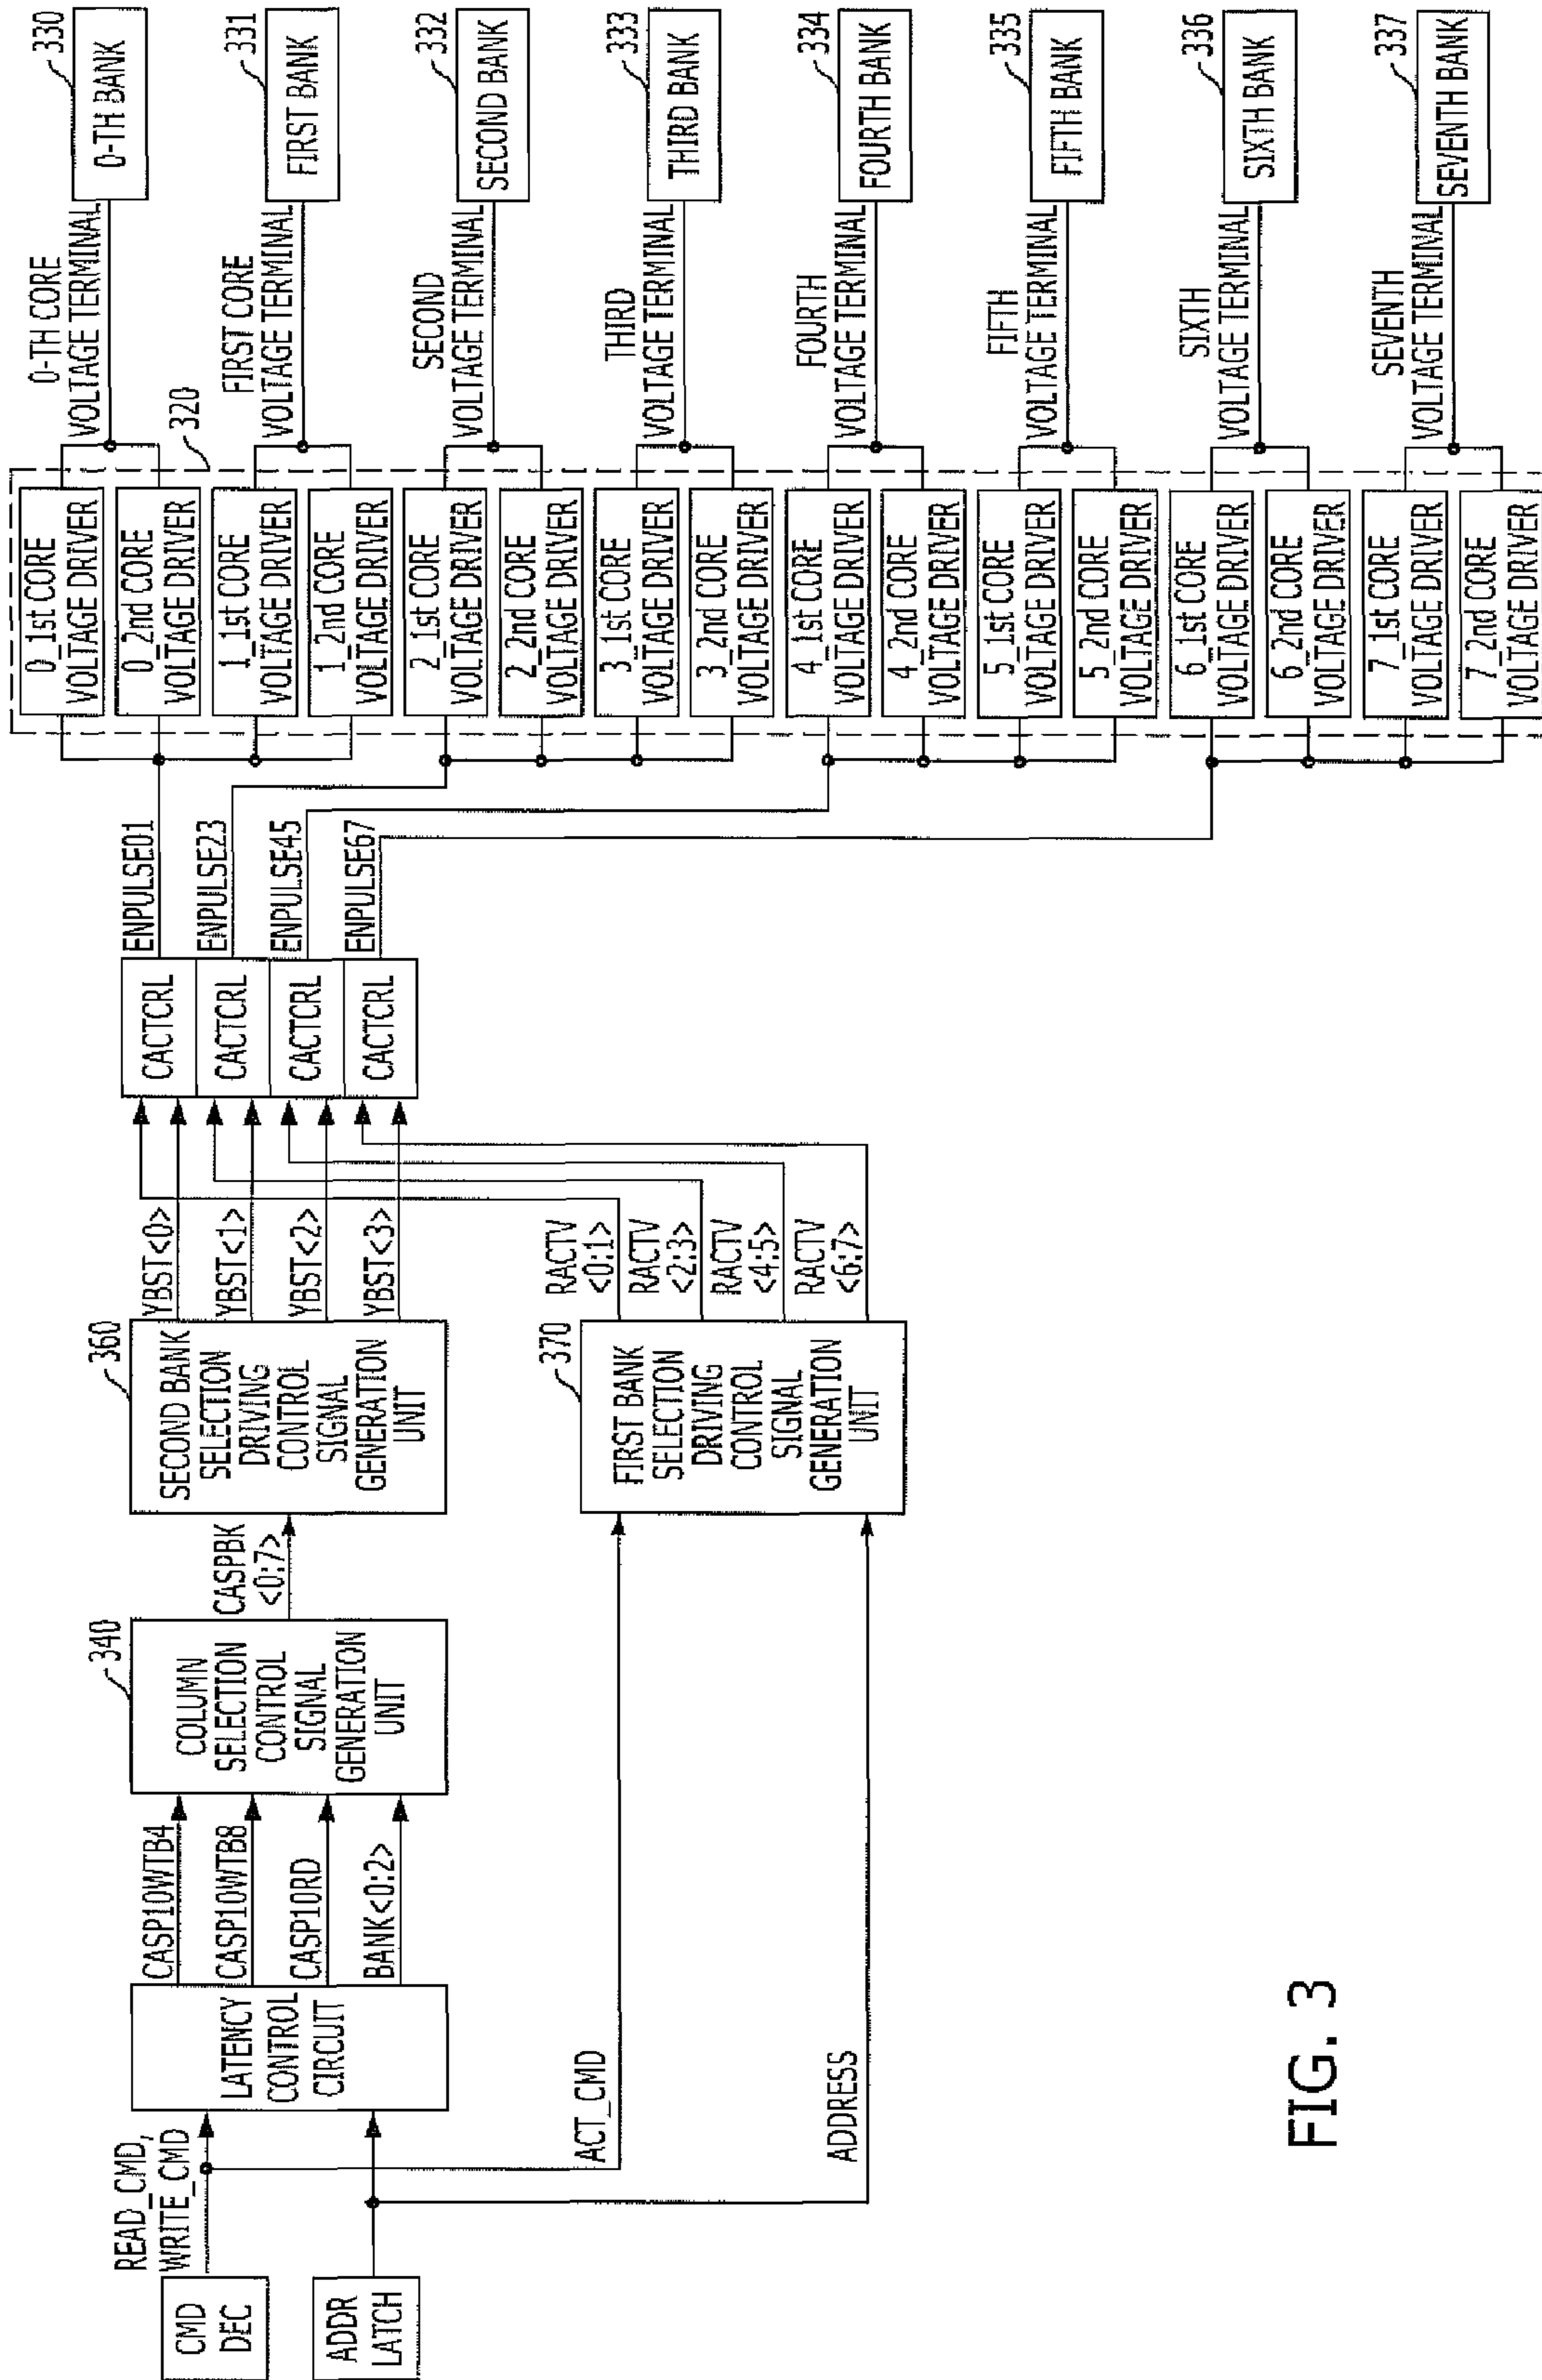 CMD
DEC
ADDR
LATCH
READ_CMD,
WRITE_CMD
LATENCY
CONTROL
CIRCUIT
ACT_CMD
ADDRESS
CASP10WTB4
CASP10WTB8
CASP10RD
BANK<0:2>
340
COLUMN
SELECTION
CONTROL
SIGNAL
GENERATION
UNIT
CASPBK
<0:7>
360
SECOND BANK
SELECTION
DRIVING
CONTROL
SIGNAL
GENERATION
UNIT
370
FIRST BANK
SELECTION
DRIVING
CONTROL
SIGNAL
GENERATION
UNIT
YBST<0>
YBST<1>
YBST<2>
YBST<3>
RACTV
<0:1>
RACTV
<2:3>
RACTV
<4:5>
RACTV
<6:7>
CACTCRL
CACTCRL
CACTCRL
CACTCRL
ENPULSE01
ENPULSE23
ENPULSE45
ENPULSE67
320
0_1st CORE
VOLTAGE DRIVER
0_2nd CORE
VOLTAGE DRIVER
1_1st CORE
VOLTAGE DRIVER
1_2nd CORE
VOLTAGE DRIVER
2_1st CORE
VOLTAGE DRIVER
2_2nd CORE
VOLTAGE DRIVER
3_1st CORE
VOLTAGE DRIVER
3_2nd CORE
VOLTAGE DRIVER
4_1st CORE
VOLTAGE DRIVER
4_2nd CORE
VOLTAGE DRIVER
5_1st CORE
VOLTAGE DRIVER
5_2nd CORE
VOLTAGE DRIVER
6_1st CORE
VOLTAGE DRIVER
6_2nd CORE
VOLTAGE DRIVER
7_1st CORE
VOLTAGE DRIVER
7_2nd CORE
VOLTAGE DRIVER
0-TH CORE
VOLTAGE TERMINAL
FIRST CORE
VOLTAGE TERMINAL
SECOND
VOLTAGE TERMINAL
THIRD
VOLTAGE TERMINAL
FOURTH
VOLTAGE TERMINAL
FIFTH
VOLTAGE TERMINAL
SIXTH
VOLTAGE TERMINAL
SEVENTH
VOLTAGE TERMINAL
330
0-TH BANK
331
FIRST BANK
332
SECOND BANK
333
THIRD BANK
334
FOURTH BANK
335
FIFTH BANK
336
SIXTH BANK
337
SEVENTH BANK
FIG. 3